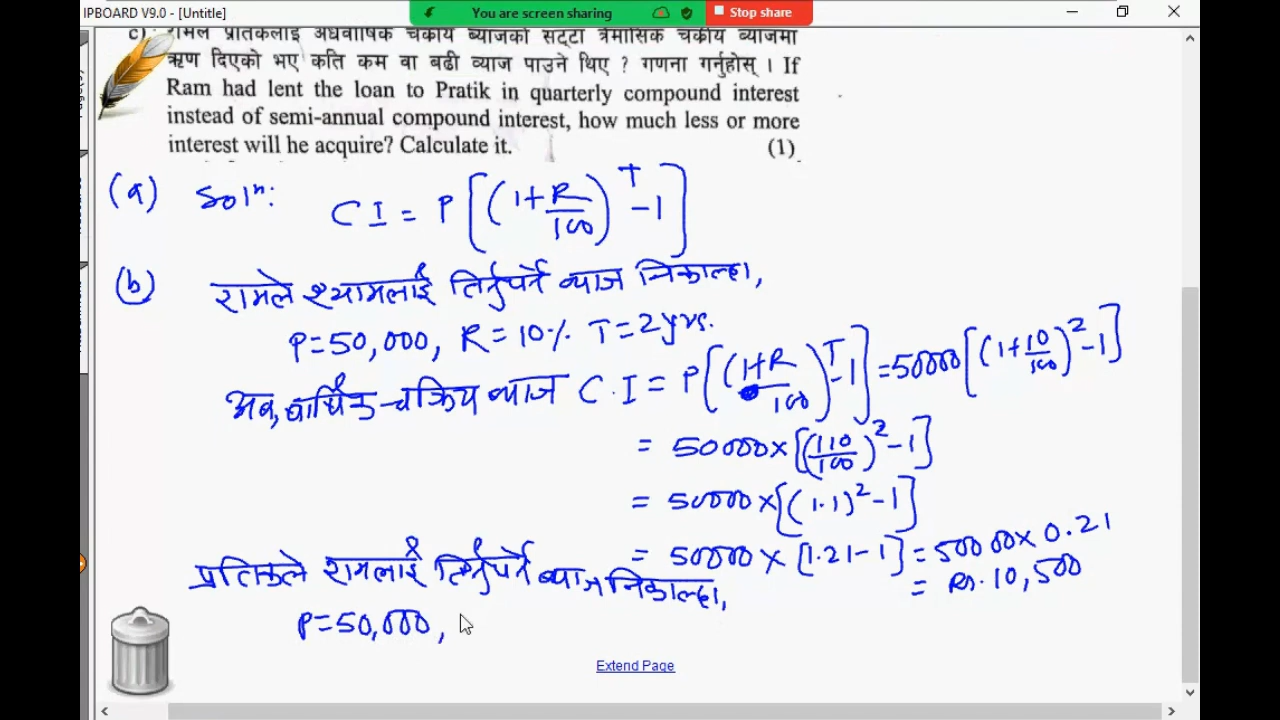 IPBOARD V9.0 - [Untitle]
You are screen sharing
Stop share
c). रामले प्रतिकलाई अर्धवार्षिक चक्रीय ब्याजको सट्टा त्रैमासिक चक्रीय ब्याजमा
ऋण दिएको भए कति कम वा बढी ब्याज पाउने थिए ? गणना गर्नुहोस् । If
Ram had lent the loan to Pratik in quarterly compound interest
instead of semi-annual compound interest, how much less or more
interest will he acquire? Calculate it. (1)
(a) Solⁿ: CI = P[(1+R/100)^T -1]
(b) रामले श्यामलाई तिर्नुपर्ने ब्याज निकाल्दा,
P=50,000, R=10% T=2yrs.
अब, वार्षिक चक्रिय ब्याज C.I = P[(1+R/100)^T -1] =50000[(1+10/100)^2 -1]
= 50000×[(110/100)^2 -1]
= 50000×[(1.1)^2 -1]
= 50000×[1.21-1] = 50000×0.21
= Rs. 10,500
प्रतिकले रामलाई तिर्नुपर्ने ब्याज निकाल्दा,
P=50,000,
Extend Page